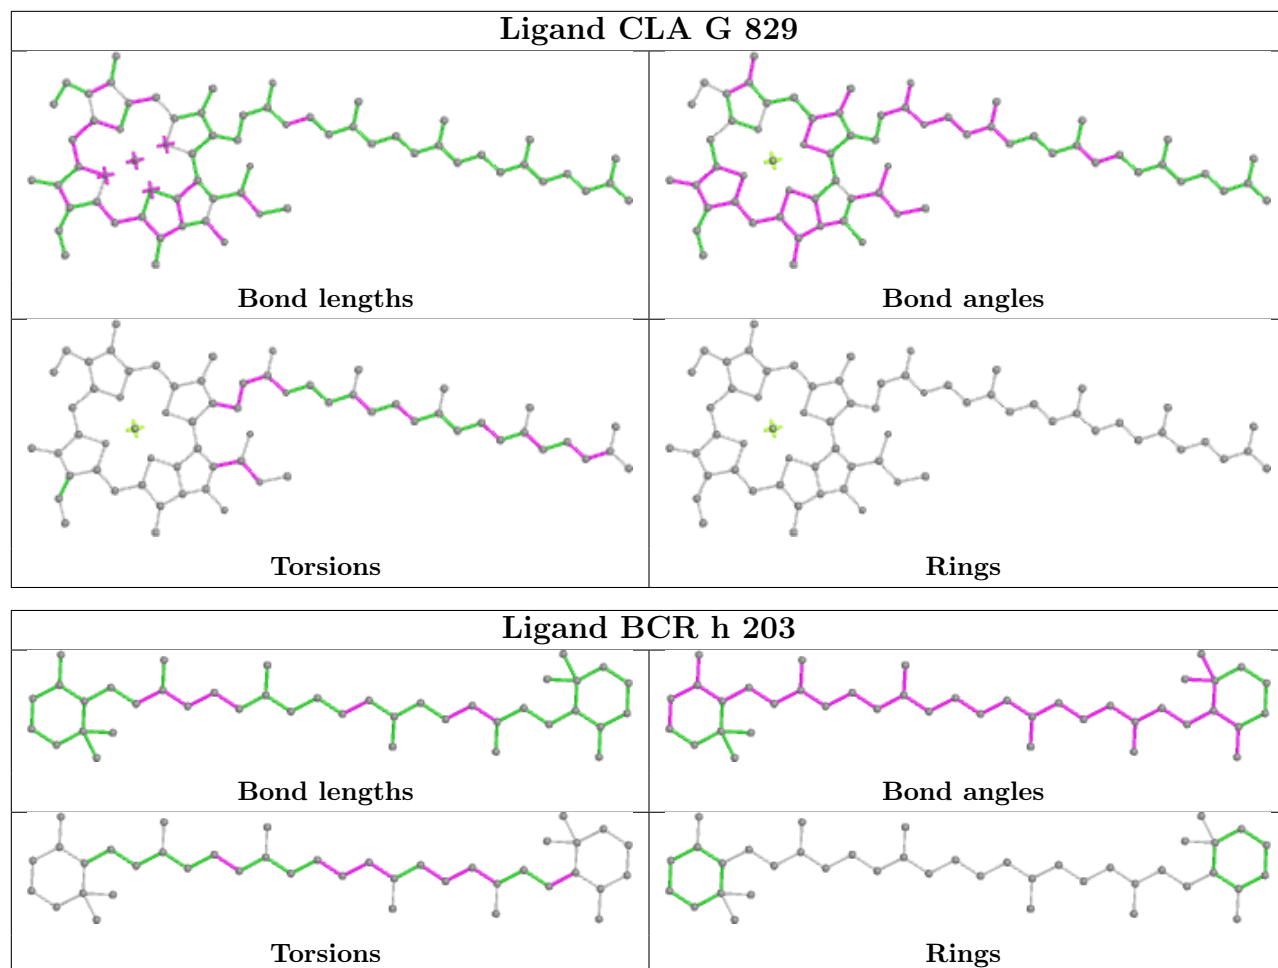 Ligand CLA G 829
Bond lengths
Bond angles
Torsions
Rings
Ligand BCR h 203
Bond lengths
Bond angles
Torsions
Rings